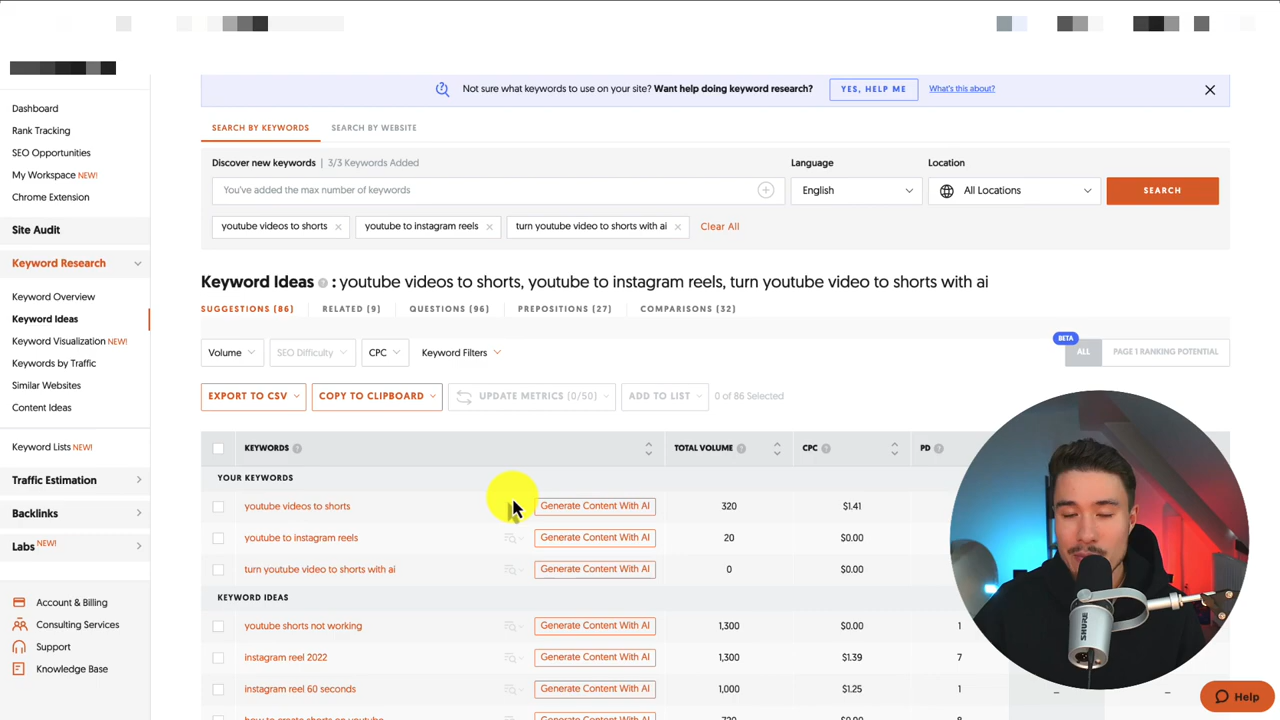 Not sure what keywords to use on your site? Want help doing keyword research? YES, HELP ME What's this about?
Dashboard
Rank Tracking
SEO Opportunities
My Workspace NEW!
Chrome Extension
Site Audit
Keyword Research
Keyword Overview
Keyword Ideas
Keyword Visualization NEW!
Keywords by Traffic
Similar Websites
Content Ideas
Keyword Lists NEW!
Traffic Estimation
Backlinks
Labs NEW!
Account & Billing
Consulting Services
Support
Knowledge Base
SEARCH BY KEYWORDS SEARCH BY WEBSITE
Discover new keywords | 3/3 Keywords Added Language Location
You've added the max number of keywords English All Locations SEARCH
youtube videos to shorts youtube to instagram reels turn youtube video to shorts with ai Clear All
Keyword Ideas : youtube videos to shorts, youtube to instagram reels, turn youtube video to shorts with ai
SUGGESTIONS (86) RELATED (9) QUESTIONS (96) PREPOSITIONS (27) COMPARISONS (32)
BETA
Volume SEO Difficulty CPC Keyword Filters ALL PAGE 1 RANKING POTENTIAL
EXPORT TO CSV COPY TO CLIPBOARD UPDATE METRICS (0/50) ADD TO LIST 0 of 86 Selected
KEYWORDS TOTAL VOLUME CPC PD
YOUR KEYWORDS
youtube videos to shorts Generate Content With AI 320 $1.41
youtube to instagram reels Generate Content With AI 20 $0.00
turn youtube video to shorts with ai Generate Content With AI 0 $0.00
KEYWORD IDEAS
youtube shorts not working Generate Content With AI 1,300 $0.00 1
instagram reel 2022 Generate Content With AI 1,300 $1.39 7
instagram reel 60 seconds Generate Content With AI 1,000 $1.25 1
SHURE
Help